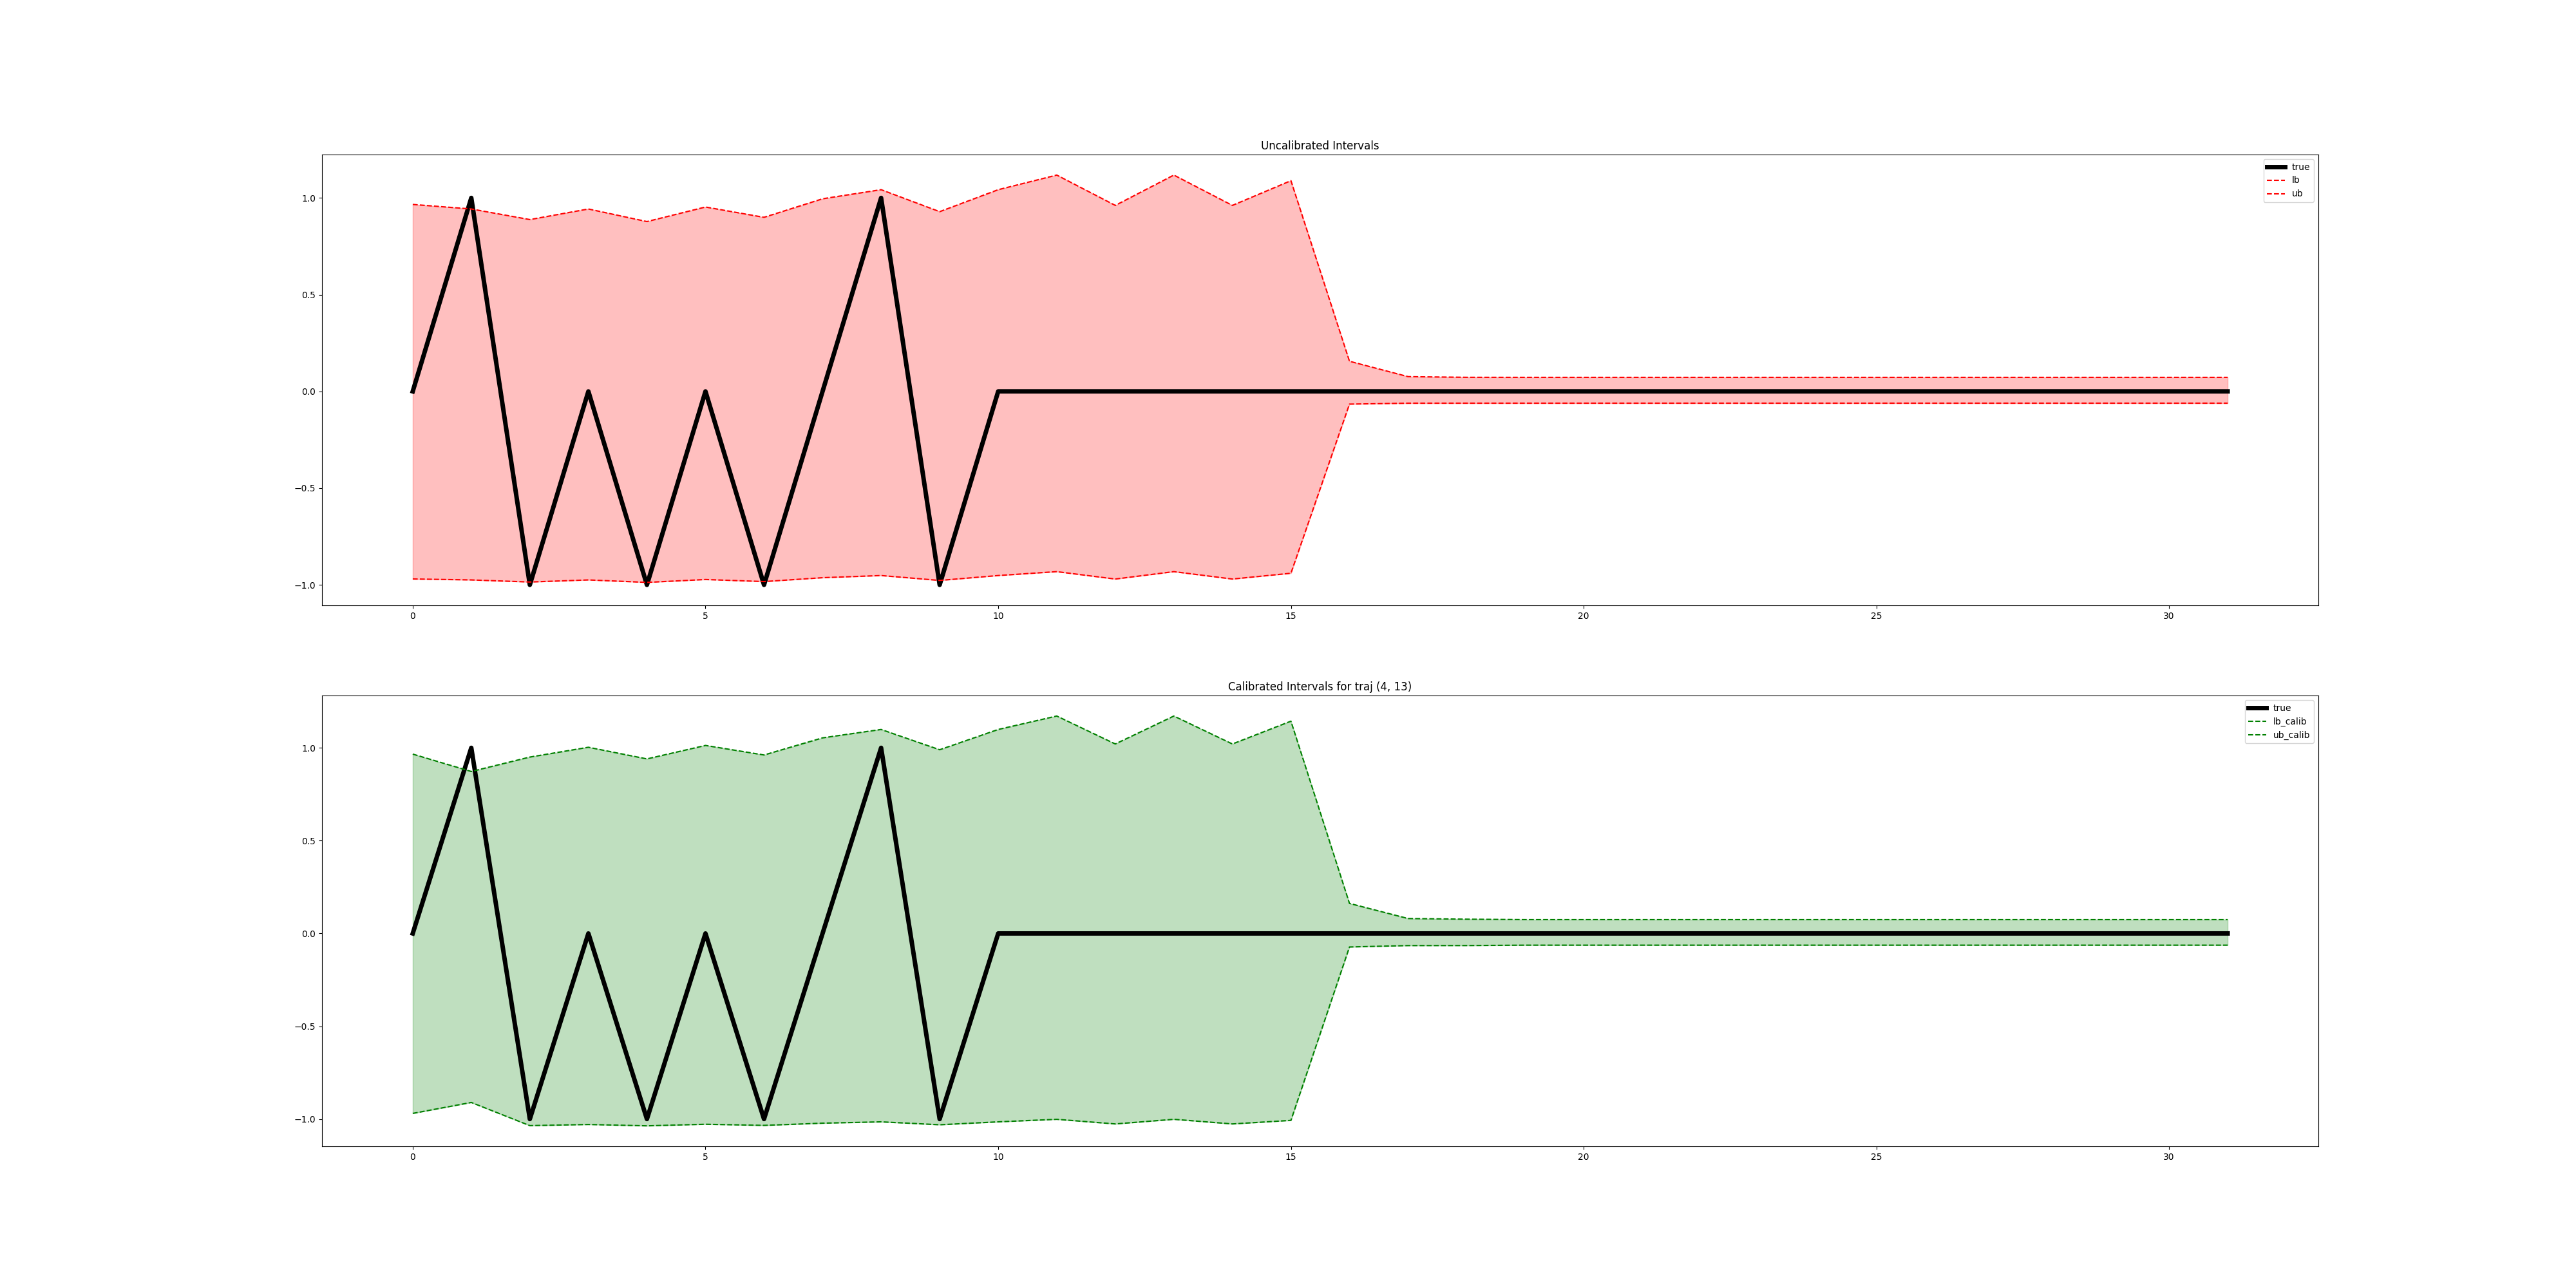 Uncalibrated Intervals
true
lb
ub
1.0
0.5
0.0
−0.5
−1.0
0 5 10 15 20 25 30
Calibrated Intervals for traj (4, 13)
true
lb_calib
ub_calib
1.0
0.5
0.0
−0.5
−1.0
0 5 10 15 20 25 30